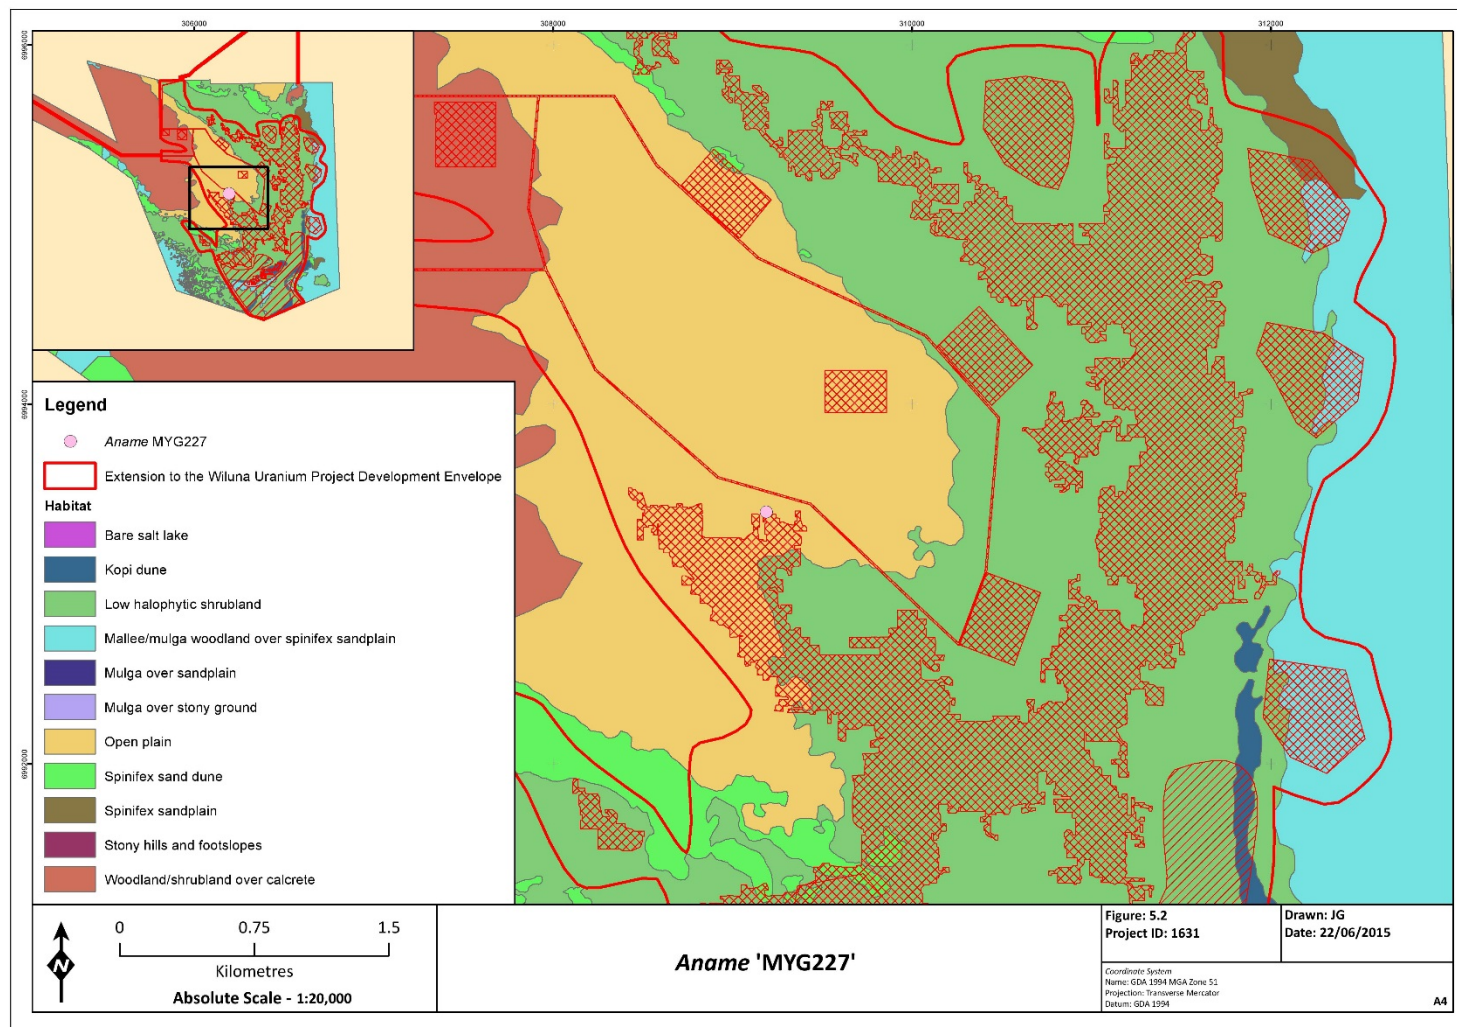 306000
308000
310000
312000
6996000
6994000
6992000
Legend
Aname MYG227
Extension to the Wiluna Uranium Project Development Envelope
Habitat
Bare salt lake
Kopi dune
Low halophytic shrubland
Mallee/mulga woodland over spinifex sandplain
Mulga over sandplain
Mulga over stony ground
Open plain
Spinifex sand dune
Spinifex sandplain
Stony hills and footslopes
Woodland/shrubland over calcrete
N
0 0.75 1.5
Kilometres
Absolute Scale - 1:20,000
Aname 'MYG227'
Figure: 5.2
Project ID: 1631
Drawn: JG
Date: 22/06/2015
Coordinate System
Name: GDA 1994 MGA Zone 51
Projection: Transverse Mercator
Datum: GDA 1994
A4